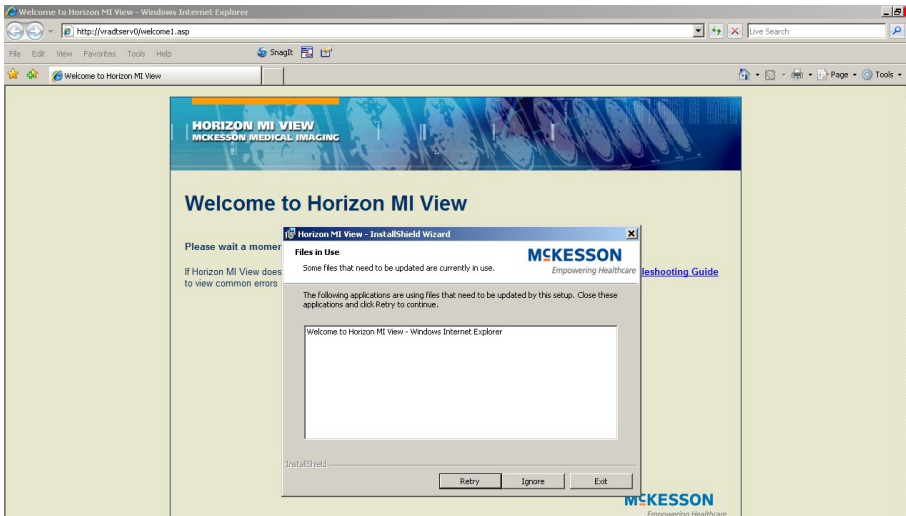 Welcome to Horizon MI View - Windows Internet Explorer
http://vradtserv0/welcome1.asp
Live Search
File Edit View Favorites Tools Help
SnagIt
Welcome to Horizon MI View
Page
Tools
HORIZON MI VIEW
MCKESSON MEDICAL IMAGING
Welcome to Horizon MI View
Please wait a momen
If Horizon MI View does
leshooting Guide
to view common errors
Horizon MI View - InstallShield Wizard
Files in Use
Some files that need to be updated are currently in use.
MCKESSON
Empowering Healthcare
The following applications are using files that need to be updated by this setup. Close these
applications and click Retry to continue.
Welcome to Horizon MI View - Windows Internet Explorer
InstallShield
Retry Ignore Exit
MCKESSON
Empowering Healthcare